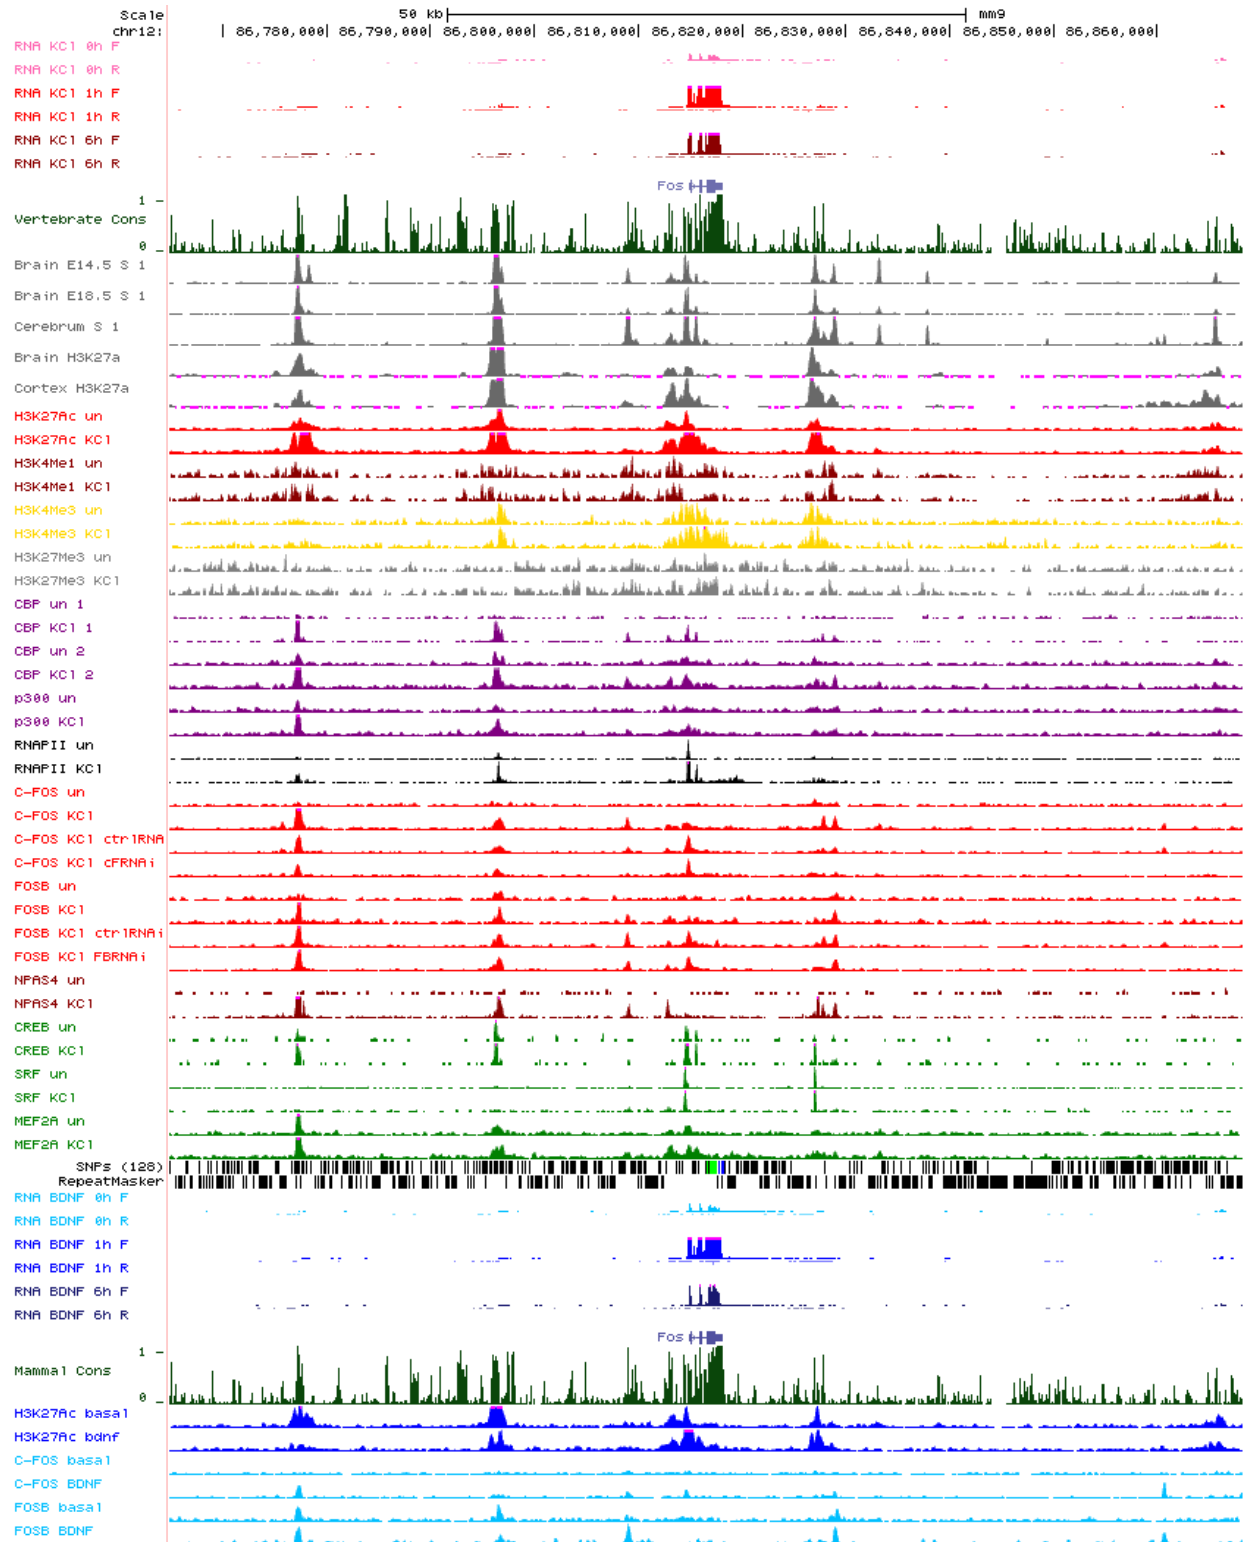 Scale 50 kb mm9
chr12: 86,780,000 86,790,000 86,800,000 86,810,000 86,820,000 86,830,000 86,840,000 86,850,000 86,860,000
RNA KCl 0h F
RNA KCl 0h R
RNA KCl 1h F
RNA KCl 1h R
RNA KCl 6h F
RNA KCl 6h R
Fos
1
Vertebrate Cons
0
Brain E14.5 S 1
Brain E18.5 S 1
Cerebrum S 1
Brain H3K27a
Cortex H3K27a
H3K27Ac un
H3K27Ac KCl
H3K4Me1 un
H3K4Me1 KCl
H3K4Me3 un
H3K4Me3 KCl
H3K27Me3 un
H3K27Me3 KCl
CBP un 1
CBP KCl 1
CBP un 2
CBP KCl 2
p300 un
p300 KCl
RNAPII un
RNAPII KCl
C-FOS un
C-FOS KCl
C-FOS KCl ctrlRNA
C-FOS KCl cFRNAi
FOSB un
FOSB KCl
FOSB KCl ctrlRNAi
FOSB KCl FBRNAi
NPAS4 un
NPAS4 KCl
CREB un
CREB KCl
SRF un
SRF KCl
MEF2A un
MEF2A KCl
SNPs (128)
RepeatMasker
RNA BDNF 0h F
RNA BDNF 0h R
RNA BDNF 1h F
RNA BDNF 1h R
RNA BDNF 6h F
RNA BDNF 6h R
Fos
1
Mammal Cons
0
H3K27Ac basal
H3K27Ac bdnf
C-FOS basal
C-FOS BDNF
FOSB basal
FOSB BDNF